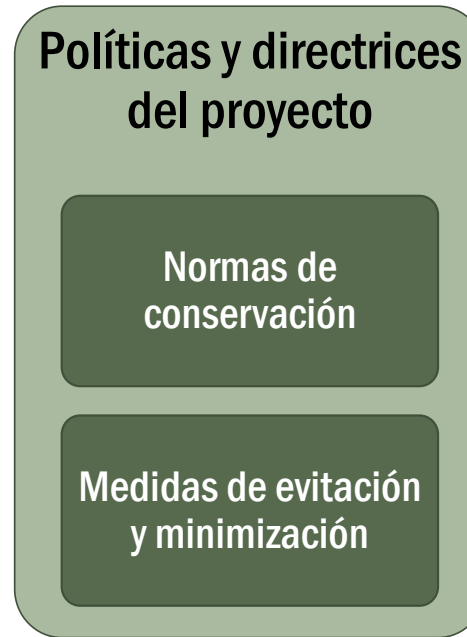 Políticas y directrices
del proyecto
Normas de
conservación
Medidas de evitación
y minimización